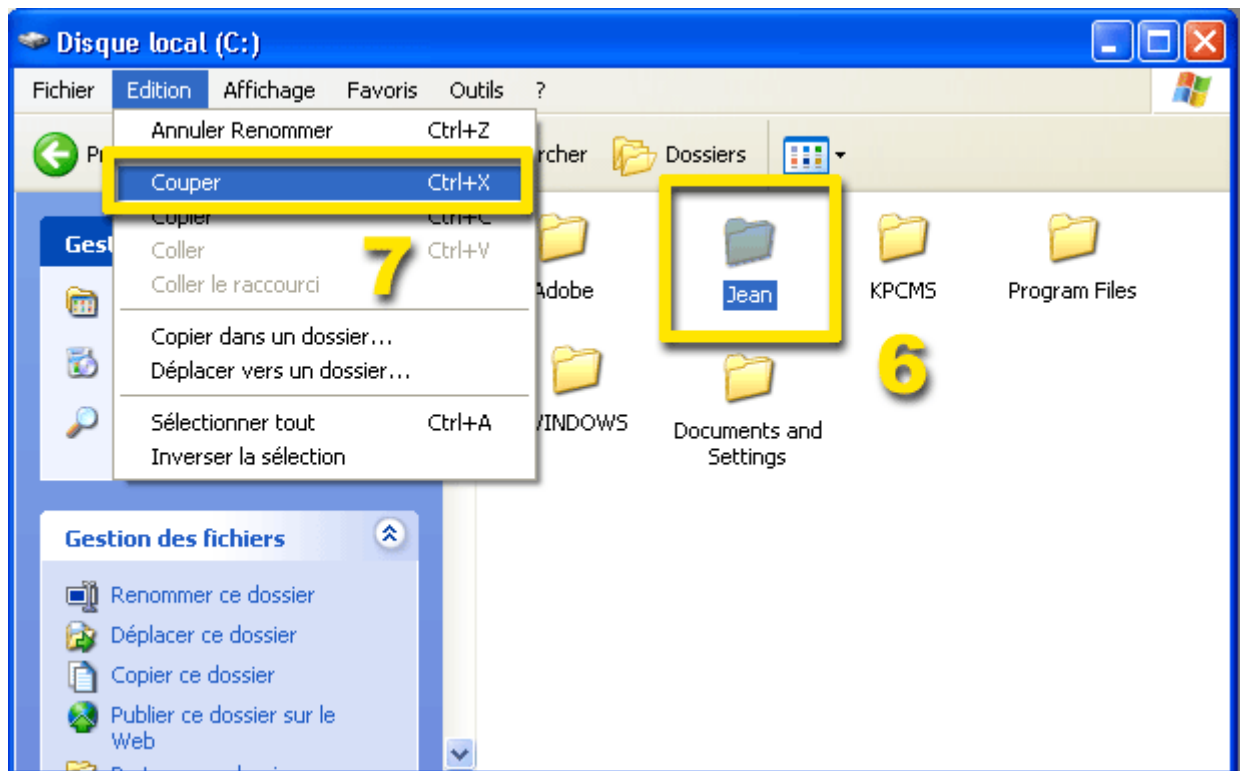 Disque local (C:)
Fichier Edition Affichage Favoris Outils ?
Dossiers
Annuler Renommer Ctrl+Z
Couper Ctrl+X
Copier Ctrl+C
Coller Ctrl+V
Coller le raccourci
Copier dans un dossier...
Déplacer vers un dossier...
Sélectionner tout Ctrl+A
Inverser la sélection
7
Adobe
Jean
KPCMS
Program Files
6
WINDOWS
Documents and
Settings
Gestion des fichiers
Renommer ce dossier
Déplacer ce dossier
Copier ce dossier
Publier ce dossier sur le
Web